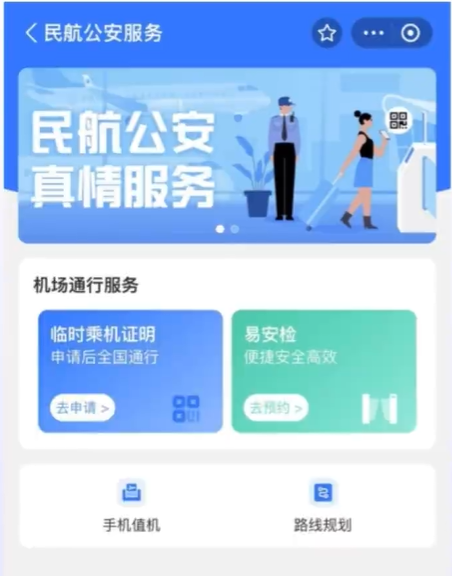 民航公安服务
民航公安
真情服务
机场通行服务
临时乘机证明
申请后全国通行
去申请 >
易安检
便捷安全高效
去预约 >
手机值机
路线规划